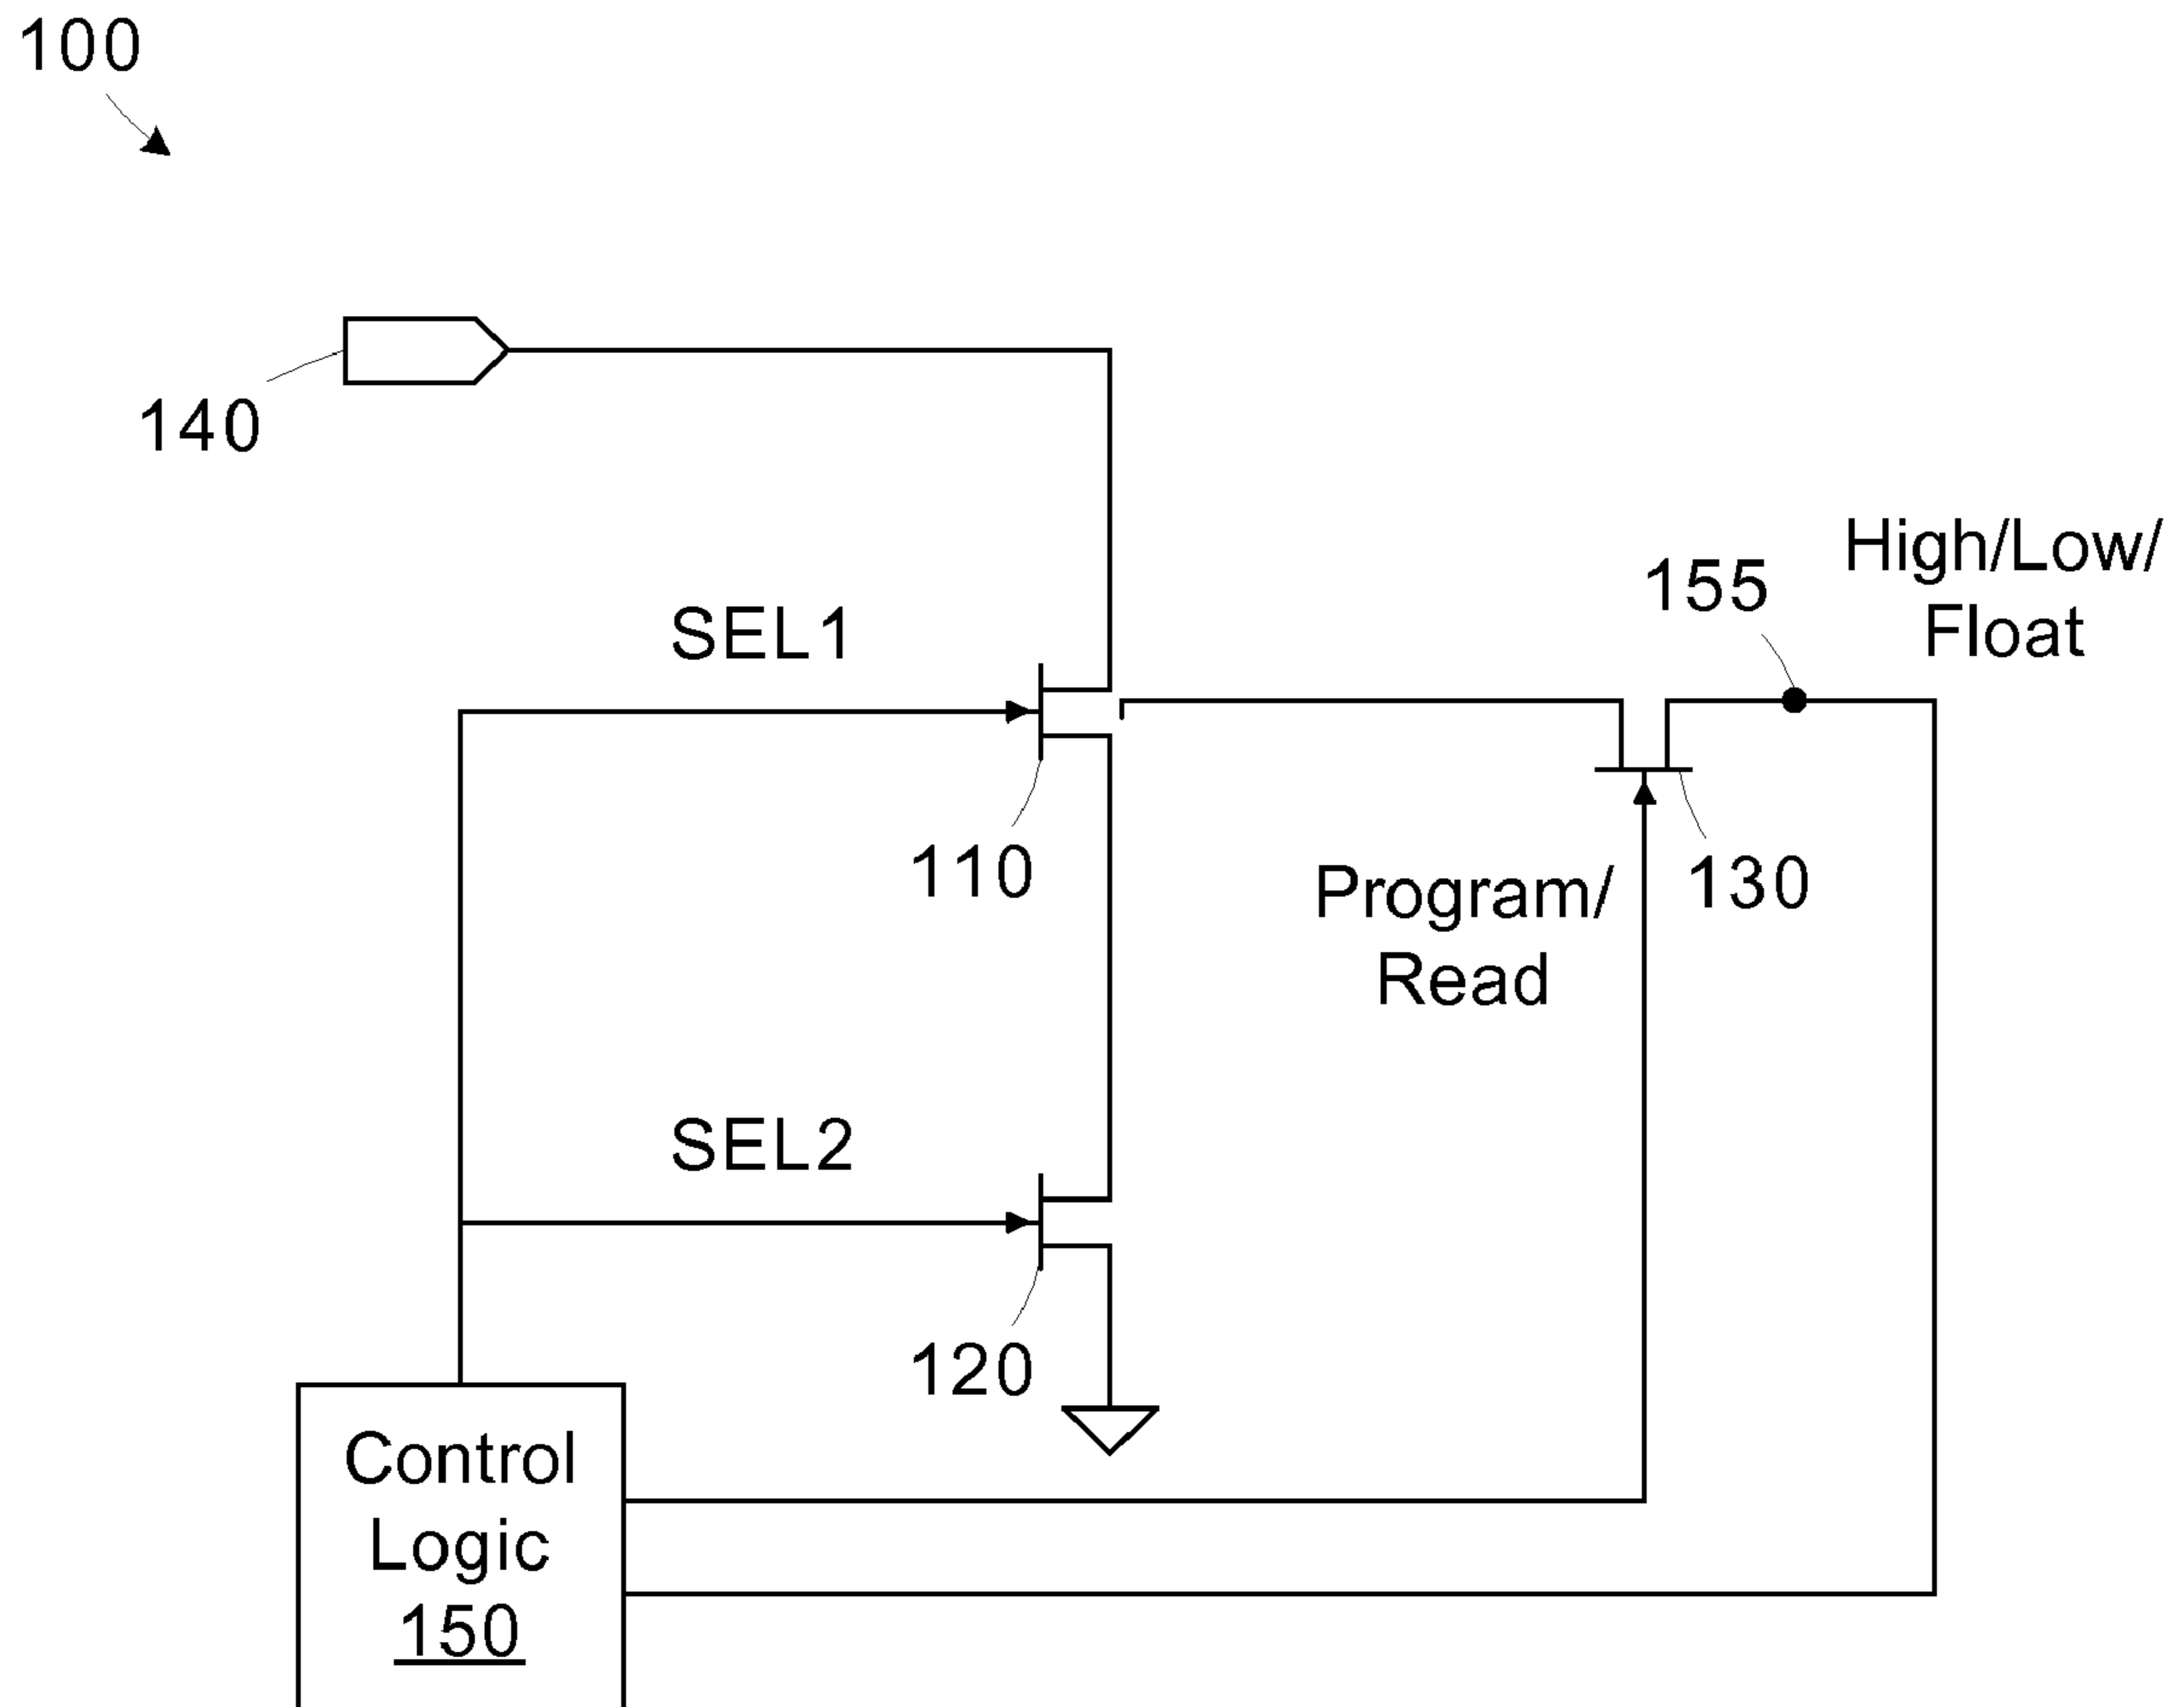 100
140
High/Low/
Float
155
SEL1
110
130
Program/
Read
SEL2
120
Control
Logic
150